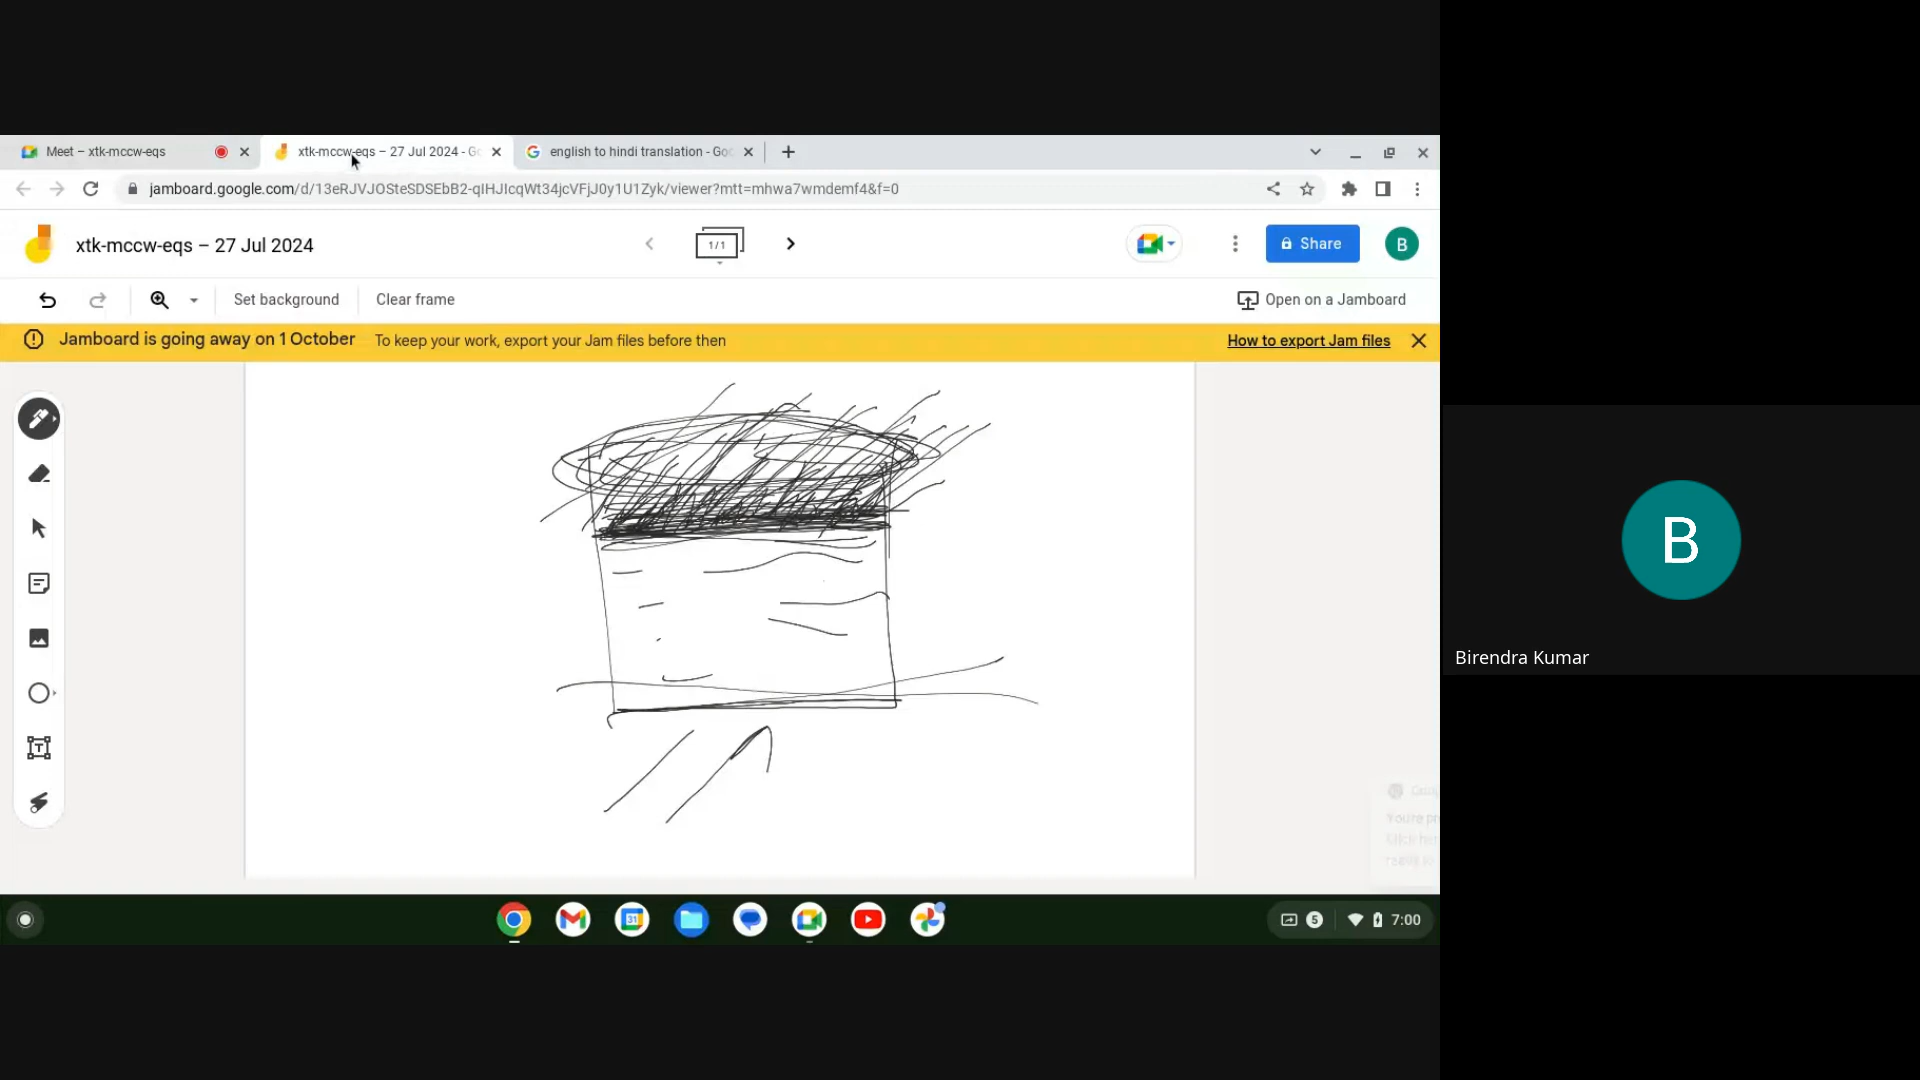 Meet – xtk-mccw-eqs
xtk-mccw-eqs – 27 Jul 2024 - Gc
english to hindi translation - Goo
jamboard.google.com/d/13eRJVJOSteSDSEbB2-qIHJIcqWt34jcVFjJ0y1U1Zyk/viewer?mtt=mhwa7wmdemf4&f=0
xtk-mccw-eqs – 27 Jul 2024
1/1
Share
B
Set background
Clear frame
Open on a Jamboard
Jamboard is going away on 1 October To keep your work, export your Jam files before then
How to export Jam files
B
Birendra Kumar
31
5
7:00